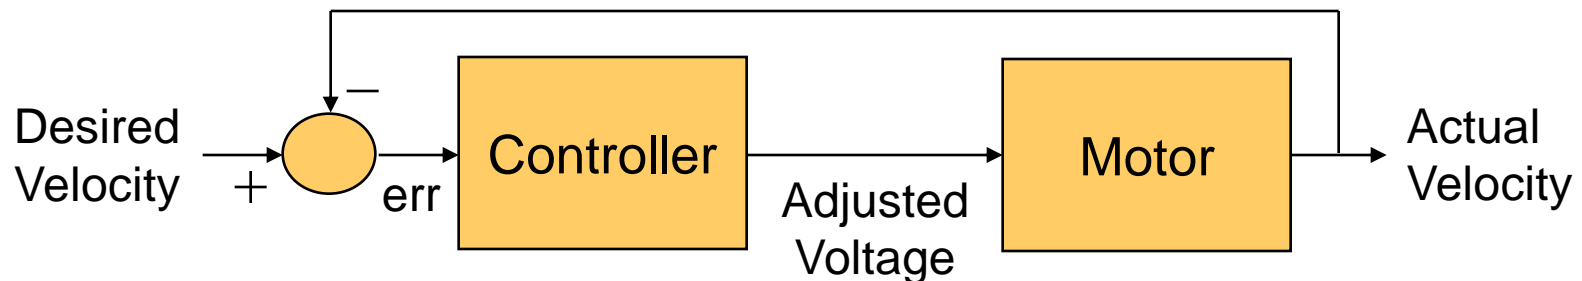 Desired
Velocity
+
−
err
Controller
Adjusted
Voltage
Motor
Actual
Velocity